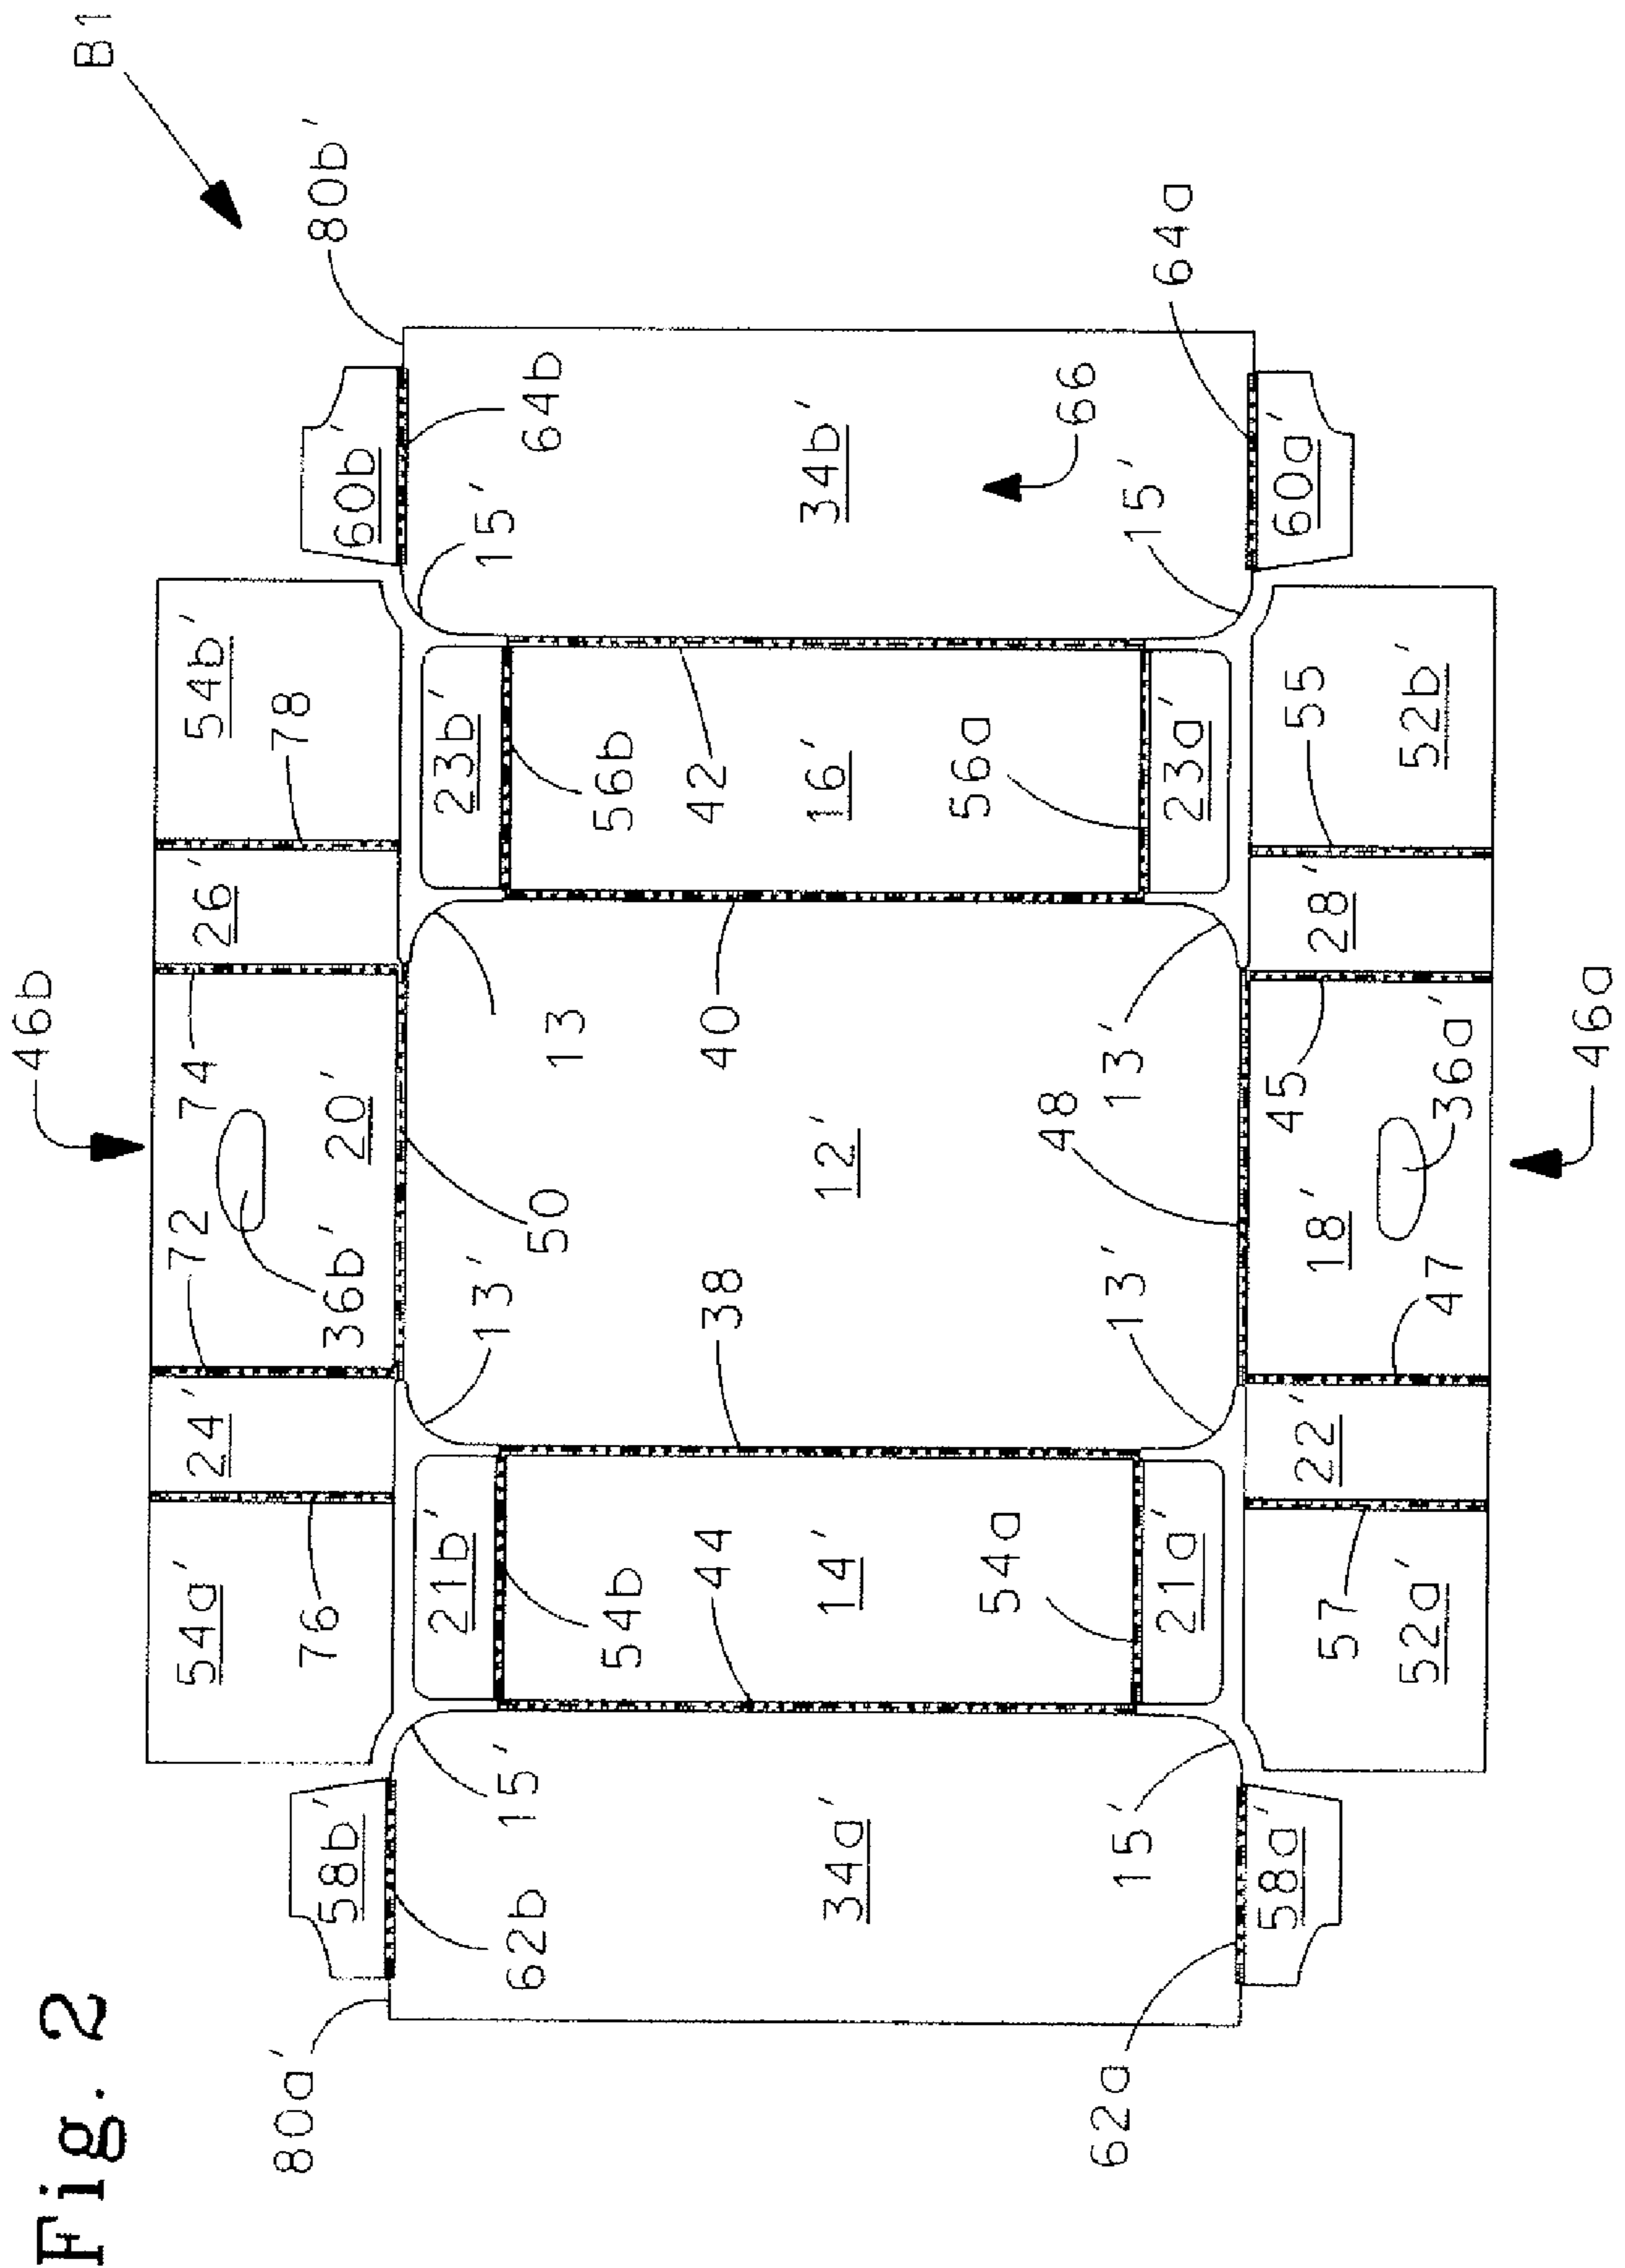 Fig. 2
46b
B1
80a'
54a'
76
24'
72
74
26'
78
54b'
80b'
58b'
36b'
20'
60b'
21b'
23b'
62b
15'
13'
50
13
15'
64b
54b
56b
44
38
40
42
34a'
14'
12'
16'
34b'
54a
48
56a
66
62a
15'
13'
13'
15'
64a
21a'
23a'
58a'
45
60a'
57
22'
18'
28'
55
52a'
47
36a'
52b'
46a